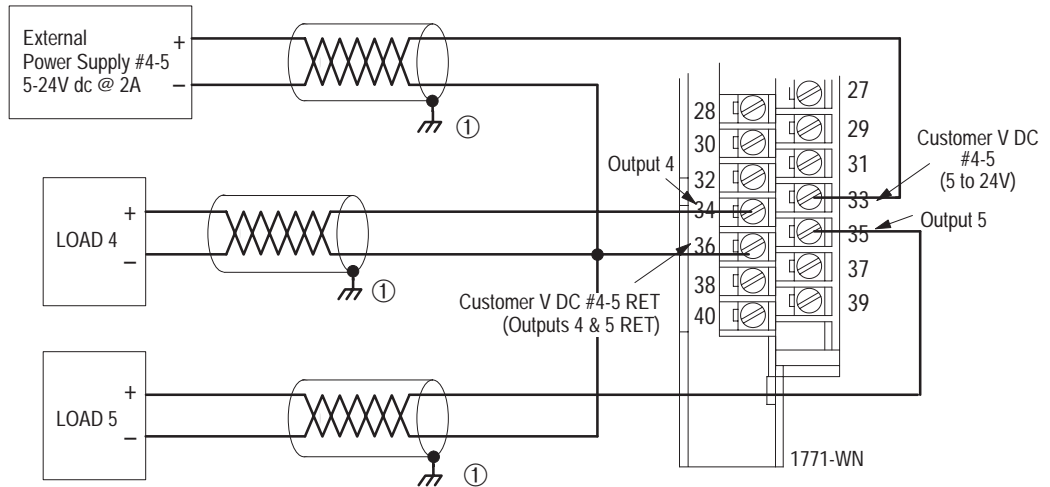 External
Power Supply #4-5
5-24V dc @ 2A
+
−
①
LOAD 4
+
−
①
LOAD 5
+
−
①
Output 4
Customer V DC #4-5 RET
(Outputs 4 & 5 RET)
28
30
32
34
36
38
40
27
29
31
33
35
37
39
Customer V DC
#4-5
(5 to 24V)
Output 5
1771-WN